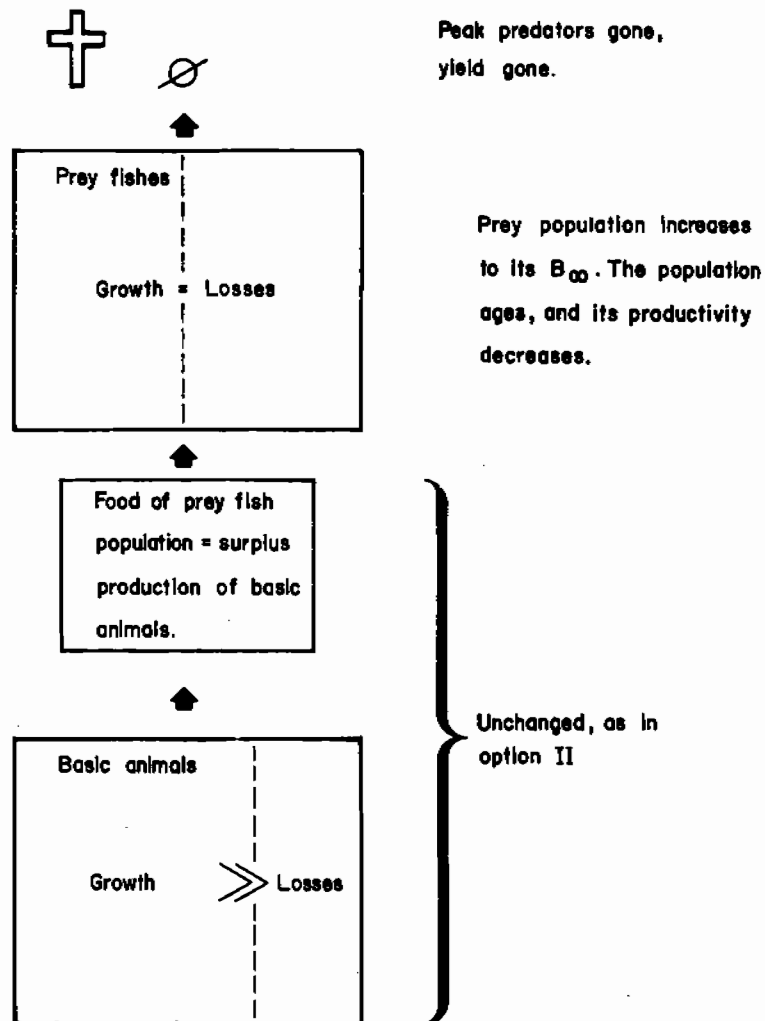 Peak predators gone,
yield gone.
Prey fishes
Growth = Losses
Prey population increases
to its B∞. The population
ages, and its productivity
decreases.
Food of prey fish
population = surplus
production of basic
animals.
Unchanged, as in
option II
Basic animals
Growth >> Losses